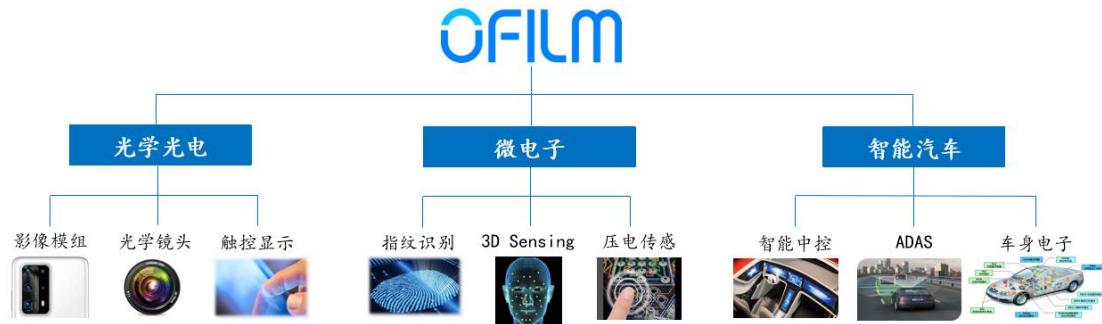 OFILM
光学光电
微电子
智能汽车
影像模组 光学镜头 触控显示 指纹识别 3D Sensing 压电传感 智能中控 ADAS 车身电子